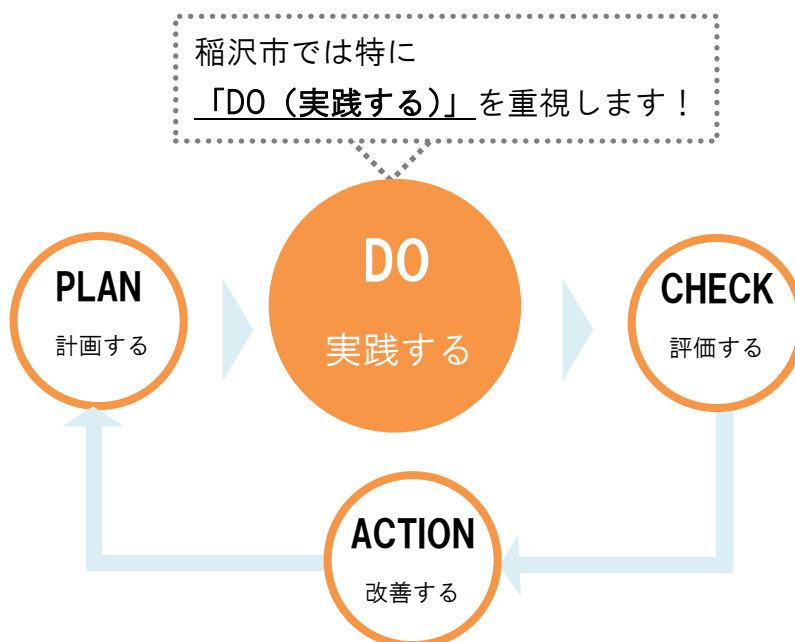 稲沢市では特に
「DO（実践する）」を重視します！
PLAN
計画する
DO
実践する
CHECK
評価する
ACTION
改善する